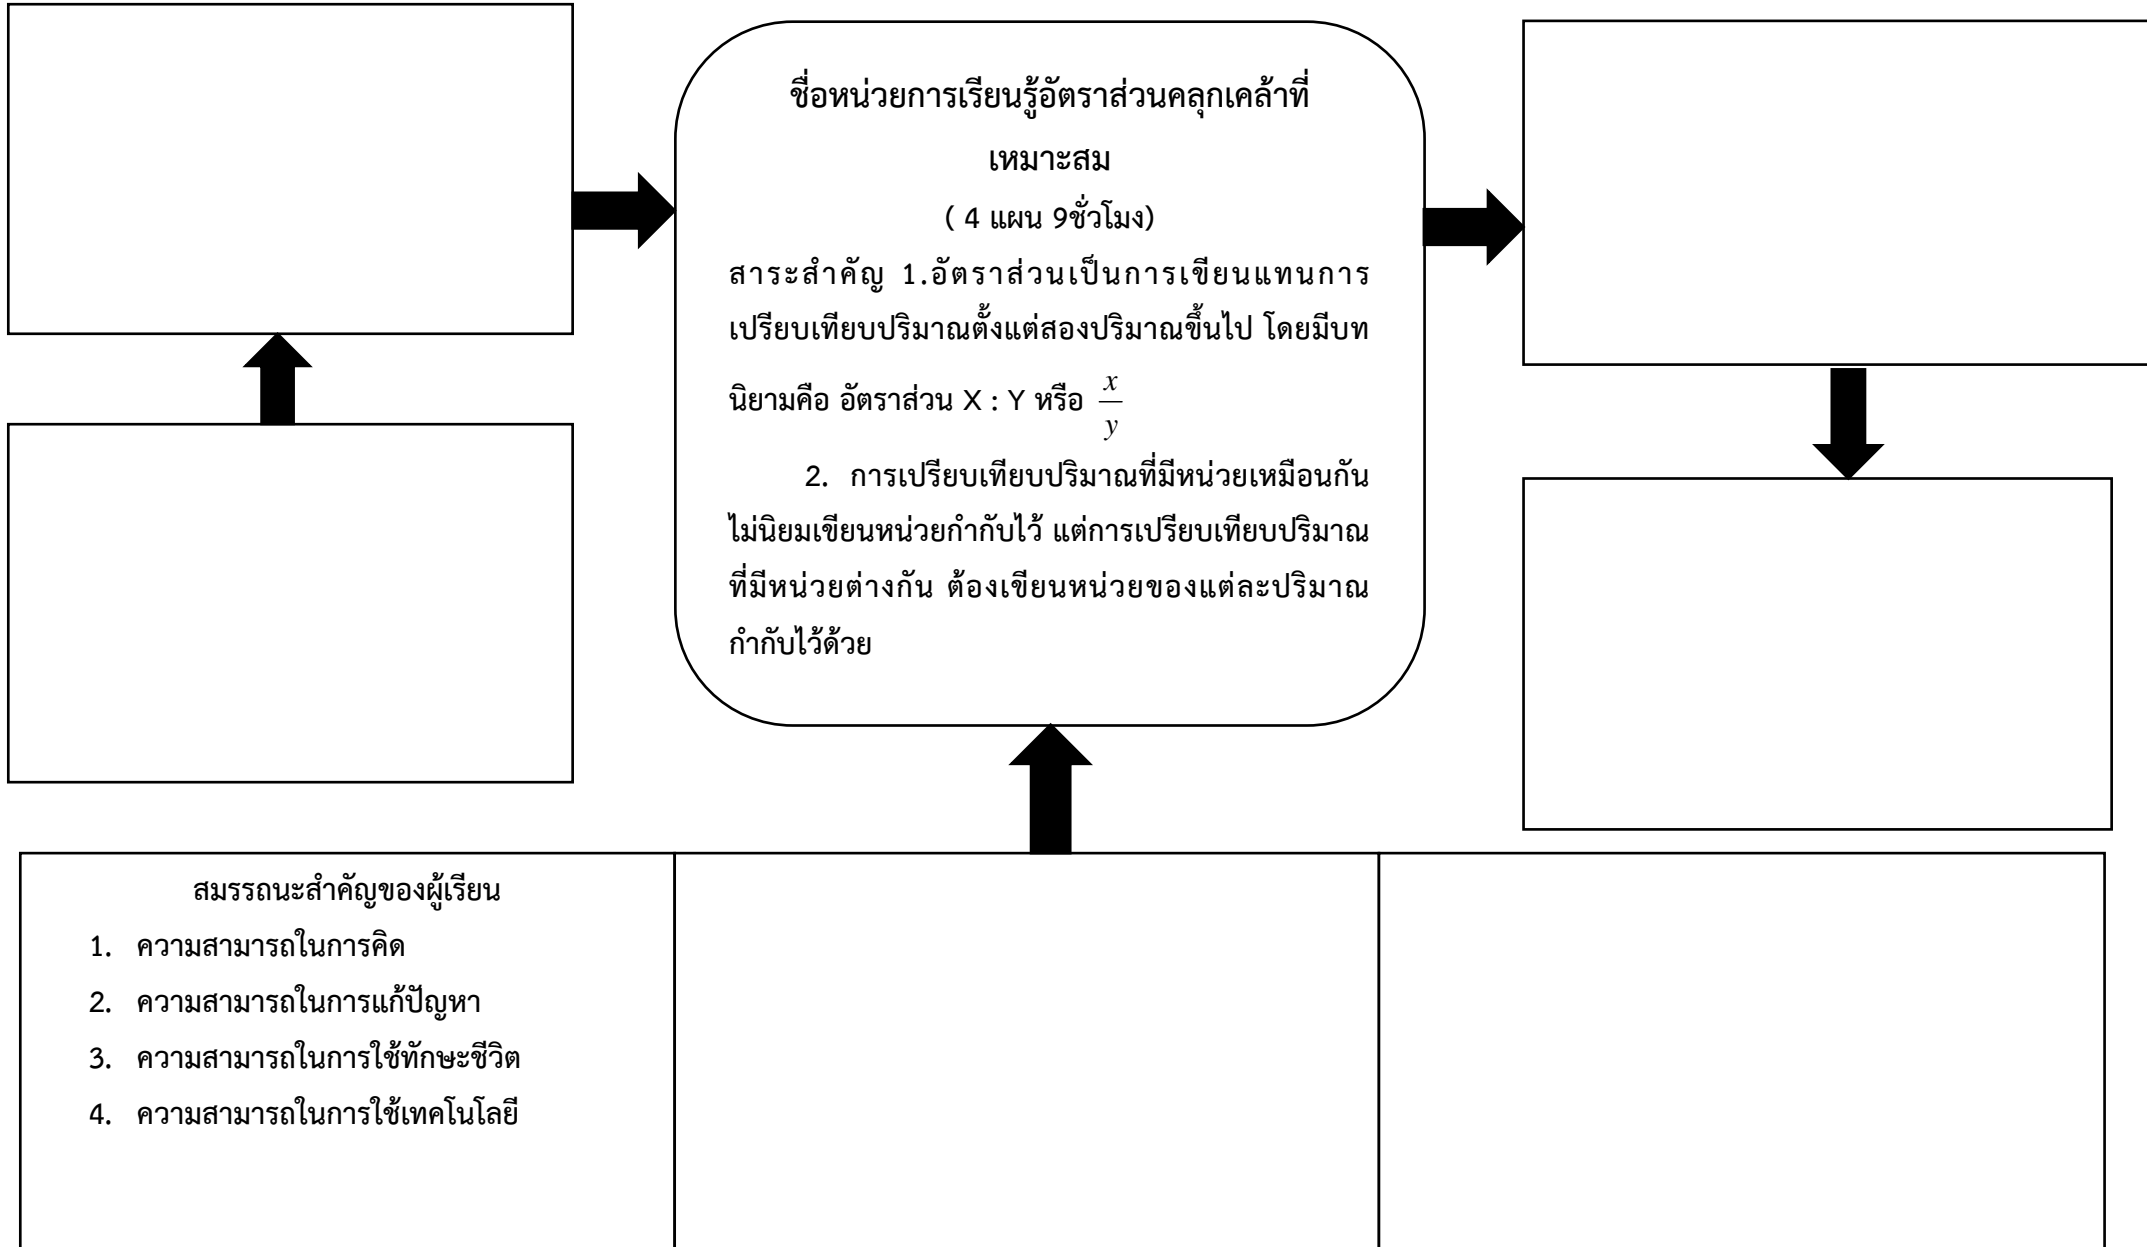 ชื่อหน่วยการเรียนรู้อัตราส่วนคลุกเคล้าที่
เหมาะสม
( 4 แผน 9ชั่วโมง)
สาระสำคัญ 1.อัตราส่วนเป็นการเขียนแทนการ
เปรียบเทียบปริมาณตั้งแต่สองปริมาณขึ้นไป โดยมีบท
นิยามคือ อัตราส่วน X : Y หรือ x/y
2. การเปรียบเทียบปริมาณที่มีหน่วยเหมือนกัน
ไม่นิยมเขียนหน่วยกำกับไว้ แต่การเปรียบเทียบปริมาณ
ที่มีหน่วยต่างกัน ต้องเขียนหน่วยของแต่ละปริมาณ
กำกับไว้ด้วย
สมรรถนะสำคัญของผู้เรียน
1. ความสามารถในการคิด
2. ความสามารถในการแก้ปัญหา
3. ความสามารถในการใช้ทักษะชีวิต
4. ความสามารถในการใช้เทคโนโลยี